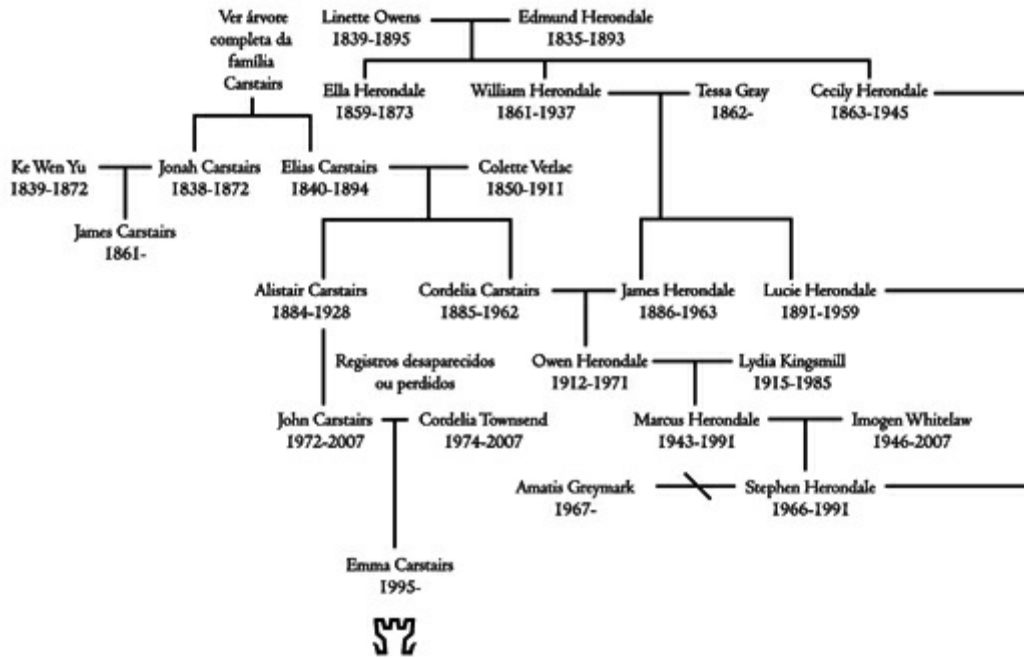 Ver árvore
completa da
família
Carstairs
Linette Owens
1839-1895
Edmund Herondale
1835-1893
Ella Herondale
1859-1873
William Herondale
1861-1937
Tessa Gray
1862-
Cecily Herondale
1863-1945
Ke Wen Yu
1839-1872
Jonah Carstairs
1838-1872
Elias Carstairs
1840-1894
Colette Verlac
1850-1911
James Carstairs
1861-
Alistair Carstairs
1884-1928
Cordelia Carstairs
1885-1962
James Herondale
1886-1963
Lucie Herondale
1891-1959
Registros desaparecidos
ou perdidos
Owen Herondale
1912-1971
Lydia Kingsmill
1915-1985
John Carstairs
1972-2007
Cordelia Townsend
1974-2007
Marcus Herondale
1943-1991
Imogen Whitelaw
1946-2007
Amatis Greymark
1967-
Stephen Herondale
1966-1991
Emma Carstairs
1995-